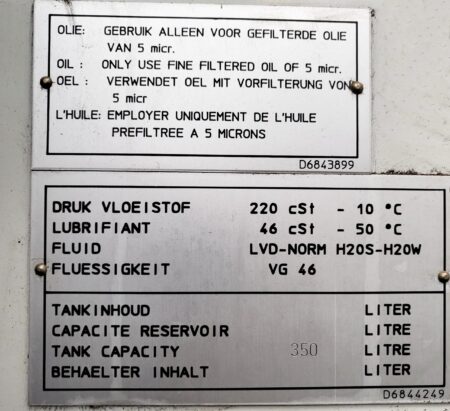 OLIE: GEBRUIK ALLEEN VOOR GEFILTERDE OLIE
VAN 5 micr.
OIL : ONLY USE FINE FILTERED OIL OF 5 micr.
OEL : VERWENDET OEL MIT VORFILTERUNG VON
5 micr
L'HUILE: EMPLOYER UNIQUEMENT DE L'HUILE
PREFILTREE A 5 MICRONS
D6843899
DRUK VLOEISTOF 220 cSt - 10 °C
LUBRIFIANT 46 cSt - 50 °C
FLUID LVD-NORM H20S-H20W
FLUESSIGKEIT VG 46
TANKINHOUD LITER
CAPACITE RESERVOIR LITRE
TANK CAPACITY 350 LITRE
BEHAELTER INHALT LITER
D6844249